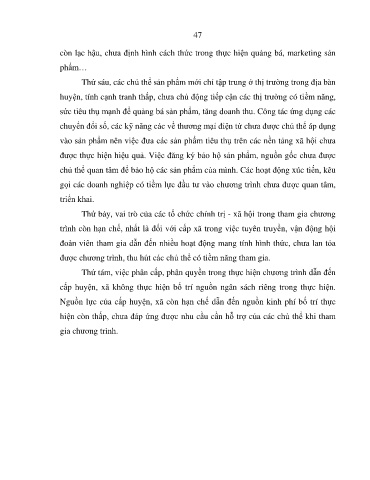 47
còn lạc hậu, chưa định hình cách thức trong thực hiện quảng bá, marketing sản
phẩm…
Thứ sáu, các chủ thể sản phẩm mới chỉ tập trung ở thị trường trong địa bàn
huyện, tính cạnh tranh thấp, chưa chủ động tiếp cận các thị trường có tiềm năng,
sức tiêu thụ mạnh để quảng bá sản phẩm, tăng doanh thu. Công tác ứng dụng các
chuyển đổi số, các kỹ năng các về thương mại điện tử chưa được chủ thể áp dụng
vào sản phẩm nên việc đưa các sản phẩm tiêu thụ trên các nền tảng xã hội chưa
được thực hiện hiệu quả. Việc đăng ký bảo hộ sản phẩm, nguồn gốc chưa được
chủ thể quan tâm để bảo hộ các sản phẩm của mình. Các hoạt động xúc tiến, kêu
gọi các doanh nghiệp có tiềm lực đầu tư vào chương trình chưa được quan tâm,
triển khai.
Thứ bảy, vai trò của các tổ chức chính trị - xã hội trong tham gia chương
trình còn hạn chế, nhất là đối với cấp xã trong việc tuyên truyền, vận động hội
đoàn viên tham gia dẫn đến nhiều hoạt động mang tính hình thức, chưa lan tỏa
được chương trình, thu hút các chủ thể có tiềm năng tham gia.
Thứ tám, việc phân cấp, phân quyền trong thực hiện chương trình dẫn đến
cấp huyện, xã không thực hiện bố trí nguồn ngân sách riêng trong thực hiện.
Nguồn lực của cấp huyện, xã còn hạn chế dẫn đến nguồn kinh phí bố trí thực
hiện còn thấp, chưa đáp ứng được nhu cầu cần hỗ trợ của các chủ thể khi tham
gia chương trình.